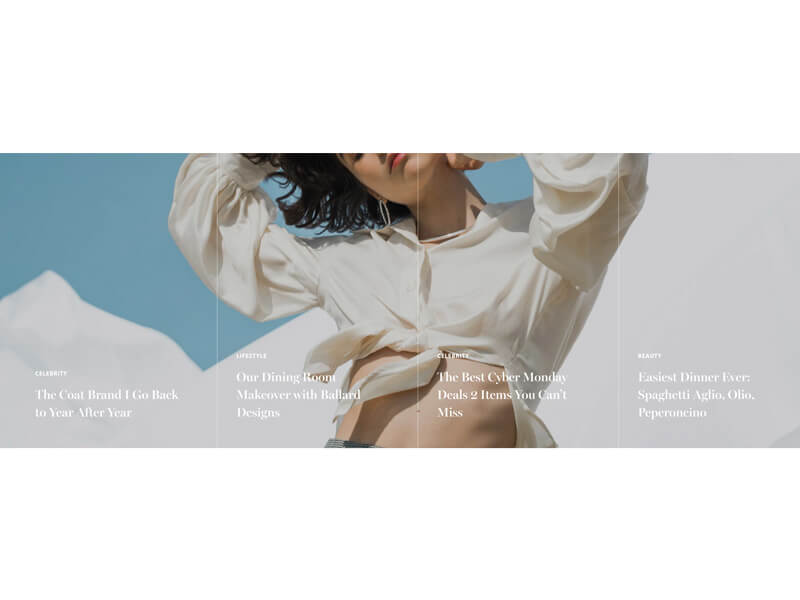 CELEBRITY
The Coat Brand I Go Back
to Year After Year
LIFESTYLE
Our Dining Room
Makeover with Ballard
Designs
CELEBRITY
The Best Cyber Monday
Deals 2 Items You Can't
Miss
BEAUTY
Easiest Dinner Ever:
Spaghetti Aglio, Olio,
Peperoncino